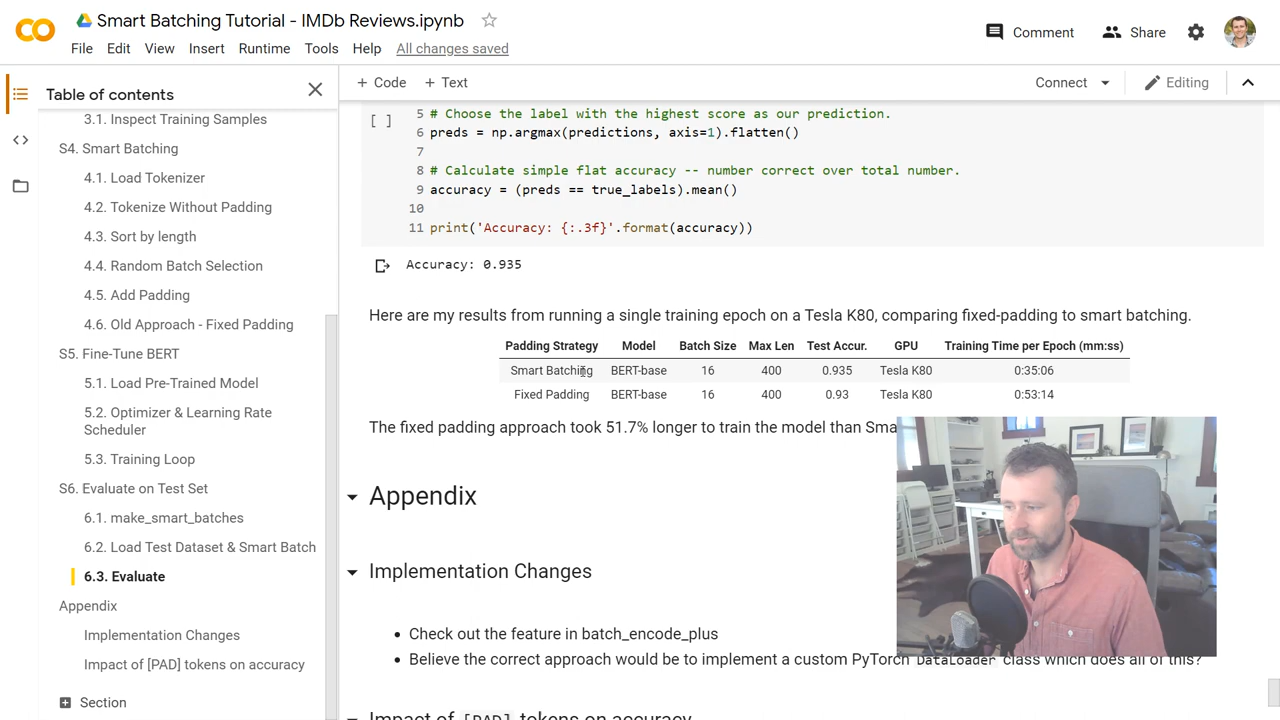 Smart Batching Tutorial - IMDb Reviews.ipynb
File Edit View Insert Runtime Tools Help All changes saved
Comment Share
Table of contents
+ Code + Text
Connect Editing
3.1. Inspect Training Samples
S4. Smart Batching
4.1. Load Tokenizer
4.2. Tokenize Without Padding
4.3. Sort by length
4.4. Random Batch Selection
4.5. Add Padding
4.6. Old Approach - Fixed Padding
S5. Fine-Tune BERT
5.1. Load Pre-Trained Model
5.2. Optimizer & Learning Rate
Scheduler
5.3. Training Loop
S6. Evaluate on Test Set
6.1. make_smart_batches
6.2. Load Test Dataset & Smart Batch
6.3. Evaluate
Appendix
Implementation Changes
Impact of [PAD] tokens on accuracy
Section
[ ] 5 # Choose the label with the highest score as our prediction.
6 preds = np.argmax(predictions, axis=1).flatten()
7
8 # Calculate simple flat accuracy -- number correct over total number.
9 accuracy = (preds == true_labels).mean()
10
11 print('Accuracy: {:.3f}'.format(accuracy))
Accuracy: 0.935
Here are my results from running a single training epoch on a Tesla K80, comparing fixed-padding to smart batching.
Padding Strategy Model Batch Size Max Len Test Accur. GPU Training Time per Epoch (mm:ss)
Smart Batching BERT-base 16 400 0.935 Tesla K80 0:35:06
Fixed Padding BERT-base 16 400 0.93 Tesla K80 0:53:14
The fixed padding approach took 51.7% longer to train the model than Sma
Appendix
Implementation Changes
• Check out the feature in batch_encode_plus
• Believe the correct approach would be to implement a custom PyTorch DataLoader class which does all of this?
Impact of [PAD] tokens on accuracy